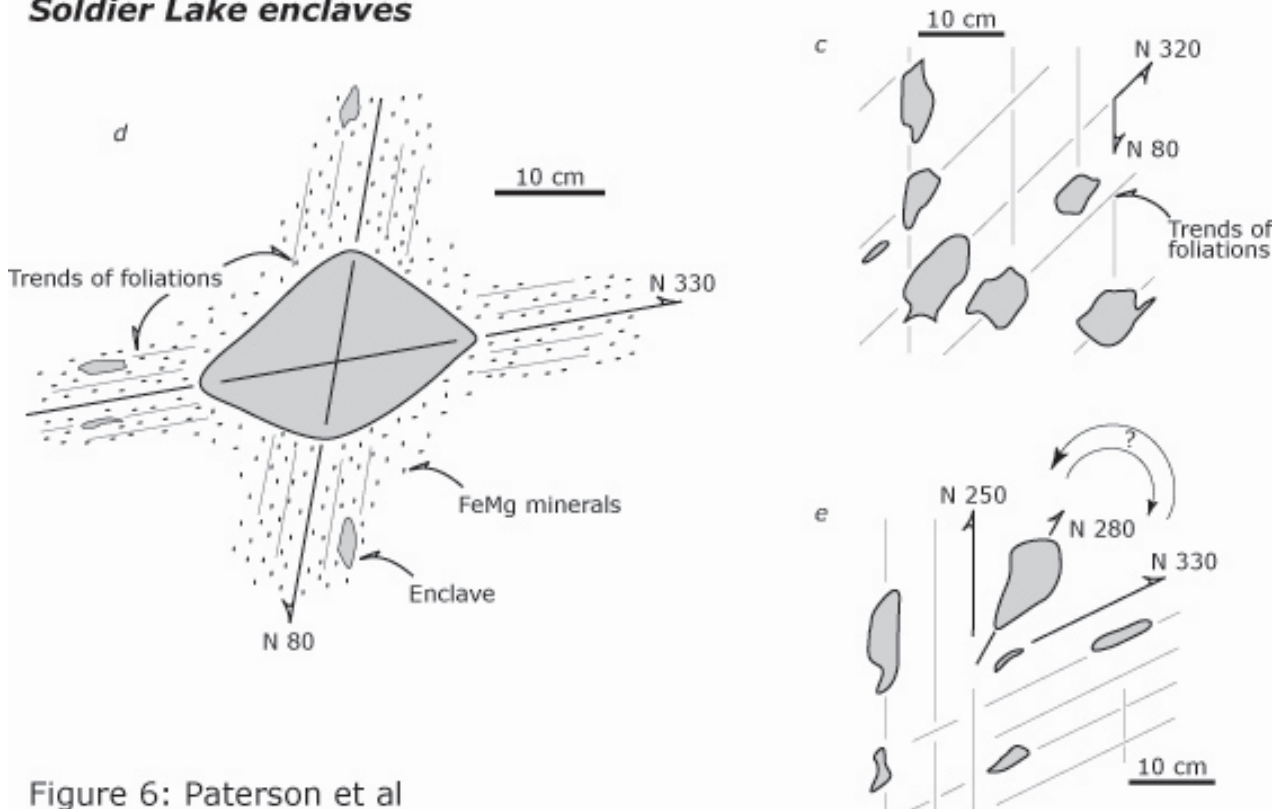 Soldier Lake enclaves
d
10 cm
Trends of foliations
N 330
FeMg minerals
Enclave
N 80
c
10 cm
N 320
N 80
Trends of
foliations
e
?
N 250
N 280
N 330
10 cm
Figure 6: Paterson et al